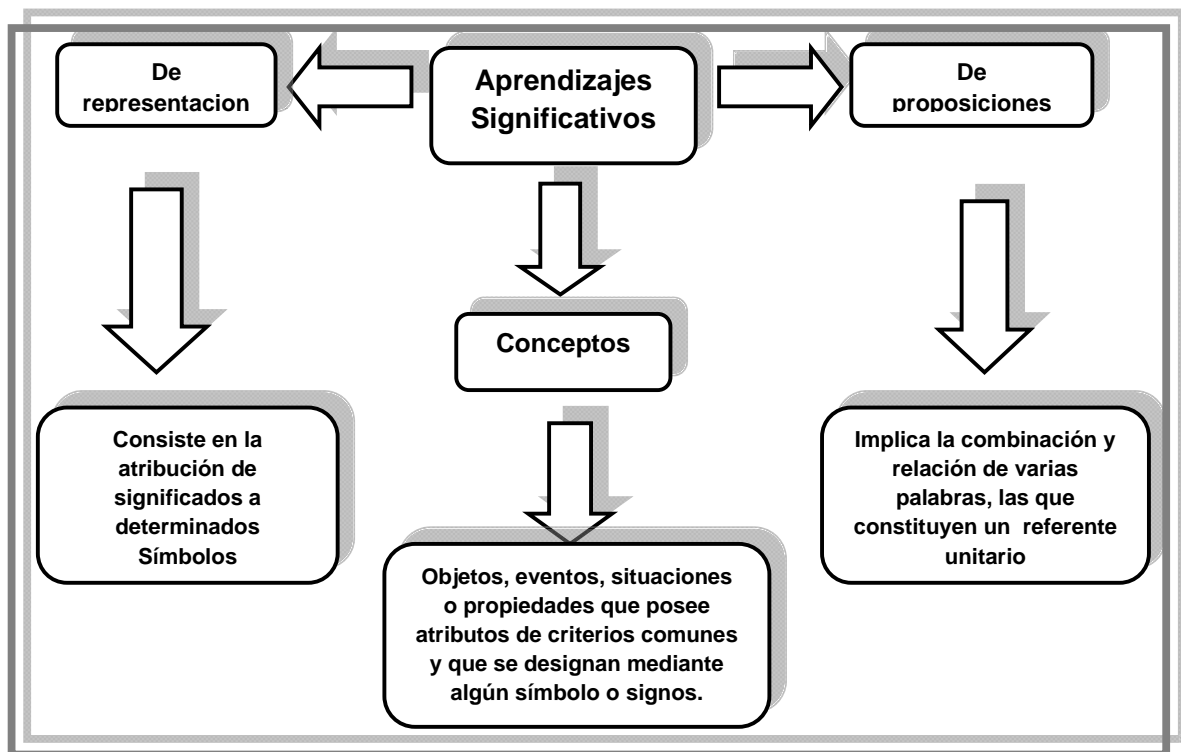 De
representacion
Aprendizajes
Significativos
De
proposiciones
Conceptos
Consiste en la
atribución de
significados a
determinados
Símbolos
Objetos, eventos, situaciones
o propiedades que posee
atributos de criterios comunes
y que se designan mediante
algún símbolo o signos.
Implica la combinación y
relación de varias
palabras, las que
constituyen un referente
unitario